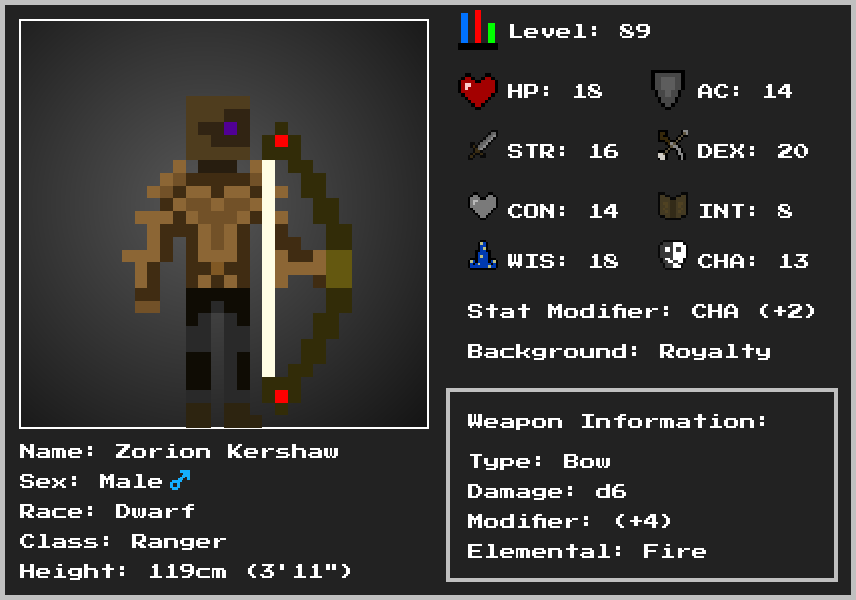 Level: 89
HP: 18 AC: 14
STR: 16 DEX: 20
CON: 14 INT: 8
WIS: 18 CHA: 13
Stat Modifier: CHA (+2)
Background: Royalty
Weapon Information:
Type: Bow
Damage: d6
Modifier: (+4)
Elemental: Fire
Name: Zorion Kershaw
Sex: Male♂
Race: Dwarf
Class: Ranger
Height: 119cm (3'11")